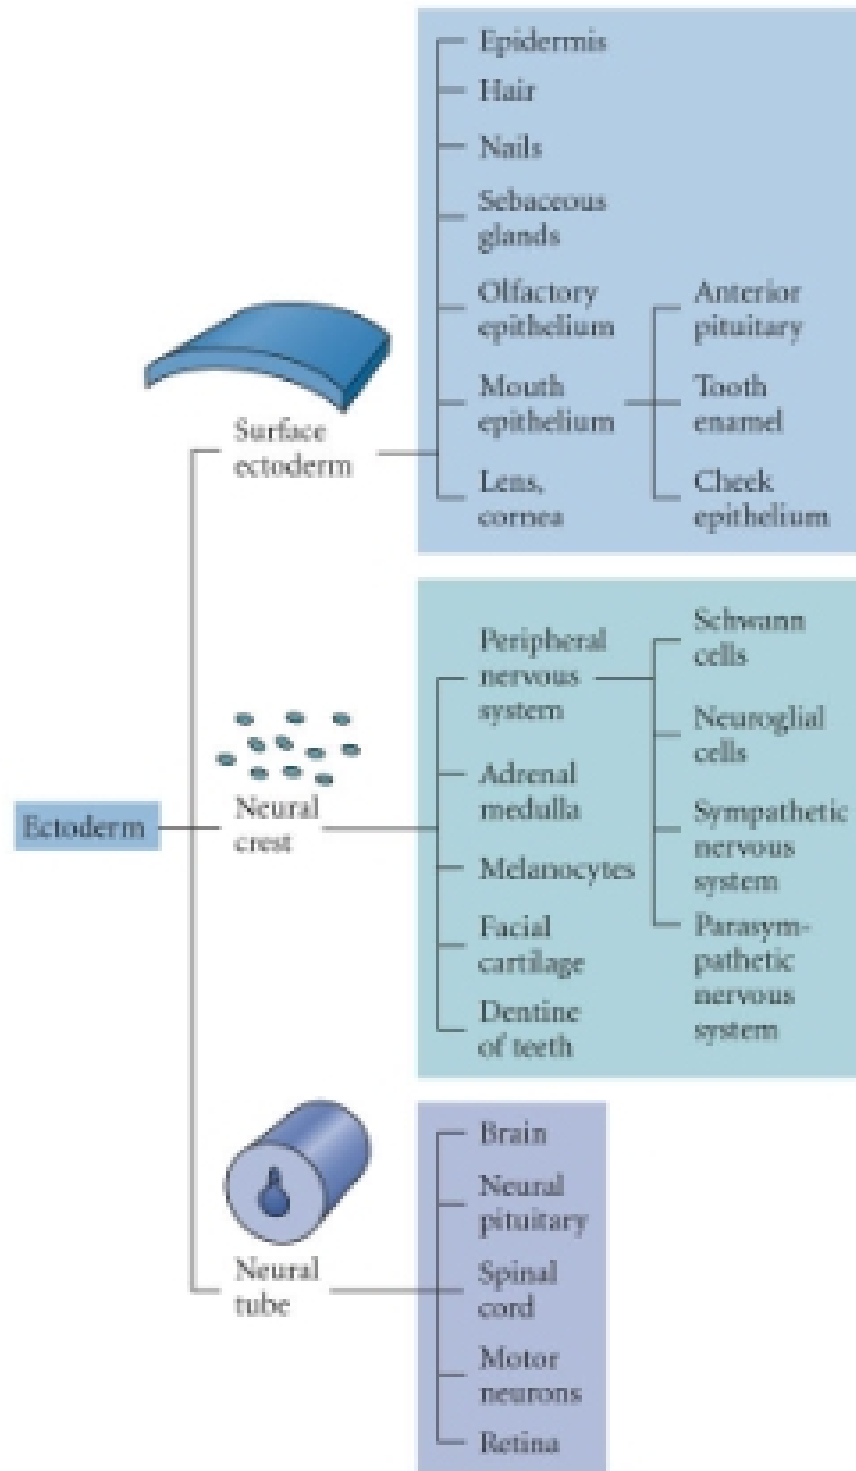 Epidermis
Hair
Nails
Sebaceous
glands
Olfactory
epithelium
Anterior
pituitary
Mouth
epithelium
Tooth
enamel
Lens,
cornea
Cheek
epithelium
Surface
ectoderm
Peripheral
nervous
system
Schwann
cells
Neuroglial
cells
Adrenal
medulla
Sympathetic
nervous
system
Melanocytes
Facial
cartilage
Parasym-
pathetic
nervous
system
Dentine
of teeth
Ectoderm
Neural
crest
Brain
Neural
pituitary
Spinal
cord
Motor
neurons
Retina
Neural
tube